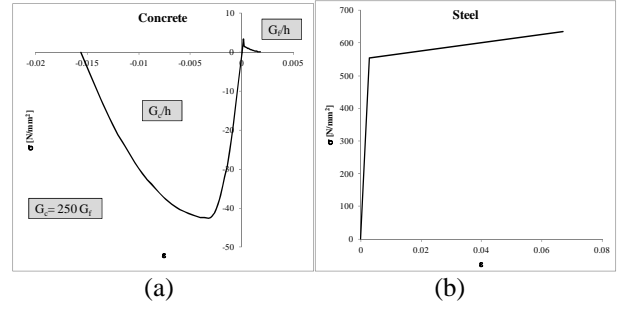 Concrete
10
G_f/h
0
-0.02
-0.015
-0.01
-0.005
0
0.005
G_c/h
-10
-20
-30
-40
-50
σ [N/mm²]
G_c= 250 G_f
ε
(a)
Steel
700
600
500
400
300
200
100
0
σ [N/mm²]
0
0.02
0.04
0.06
0.08
ε
(b)